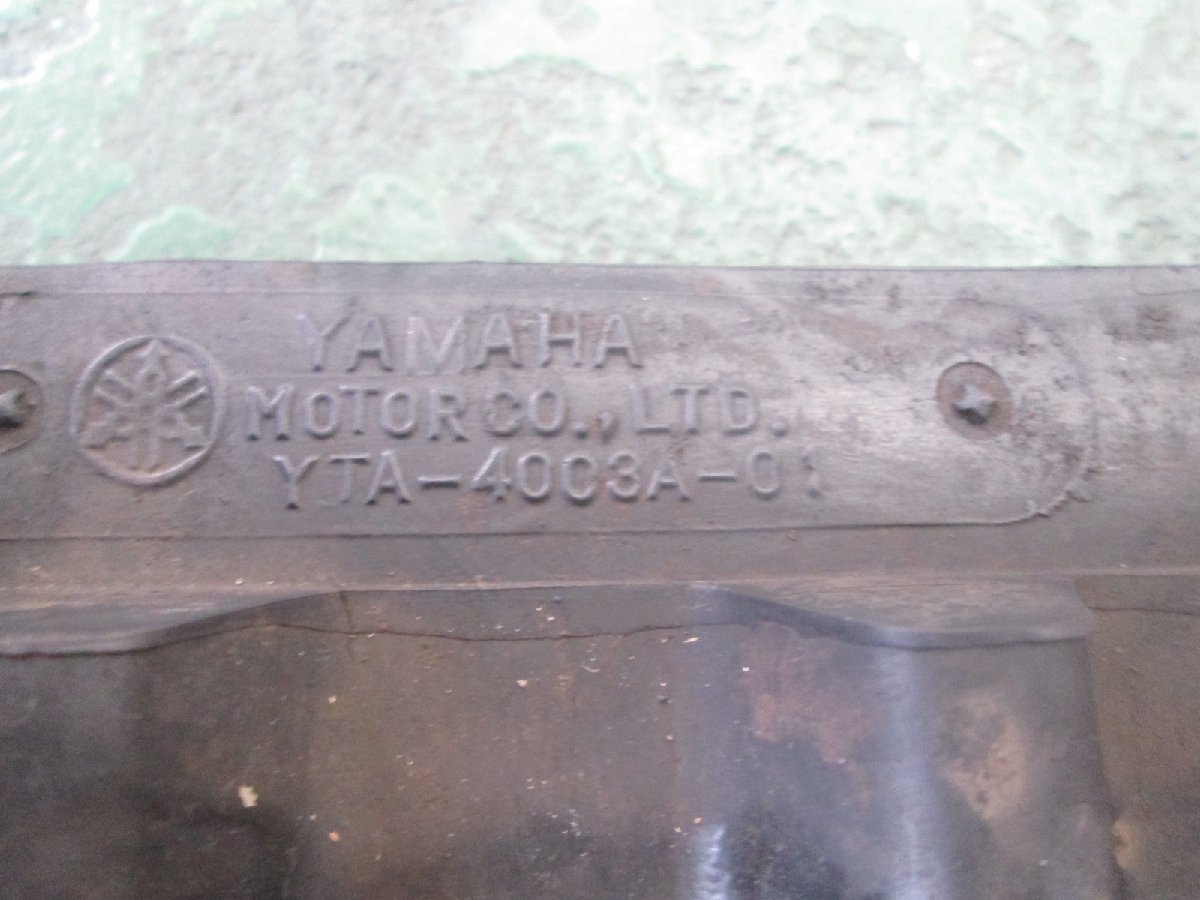 YAMAHA
MOTOR CO., LTD.
YTA-40C3A-01